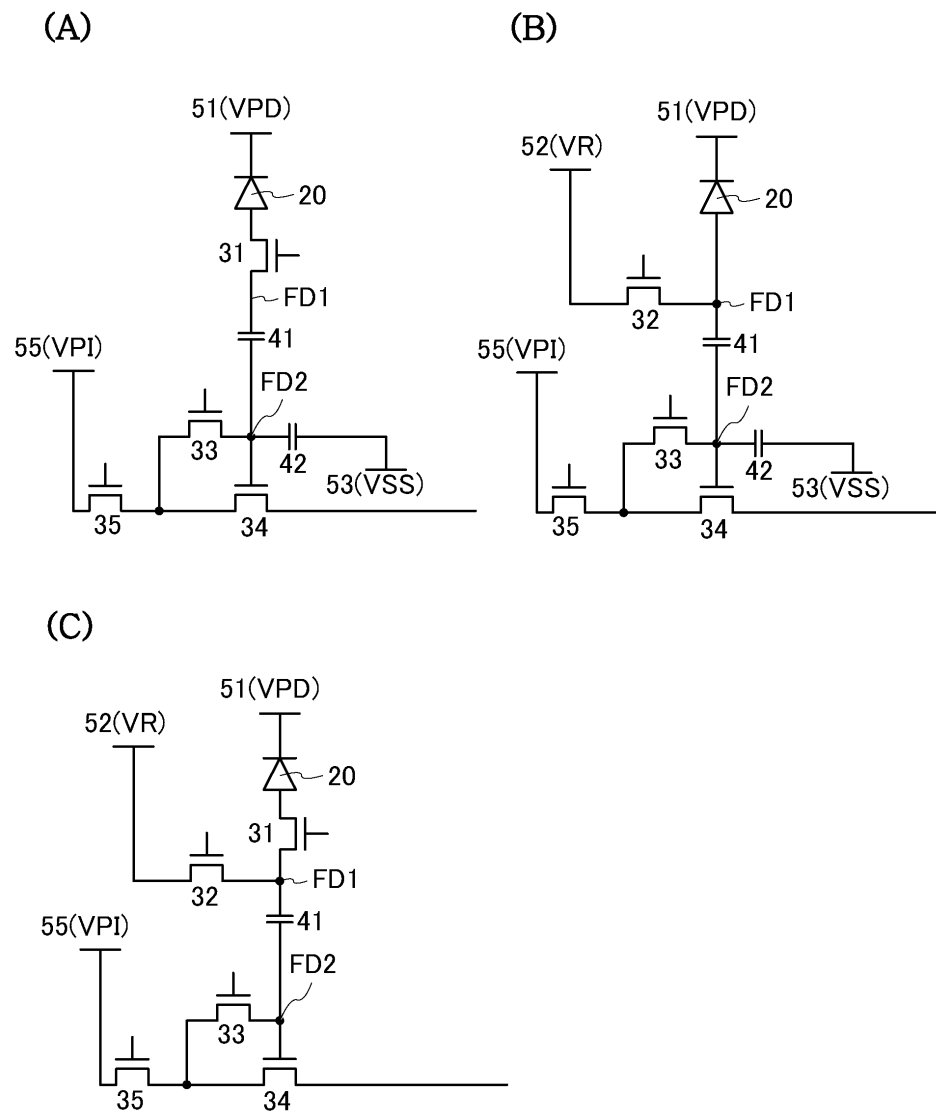 (A)
51(VPD)
20
31
FD1
41
55(VPI)
FD2
33
42
53(VSS)
35
34
(B)
51(VPD)
52(VR)
20
FD1
32
41
55(VPI)
FD2
33
42
53(VSS)
35
34
(C)
51(VPD)
52(VR)
20
31
FD1
32
41
55(VPI)
FD2
33
35
34